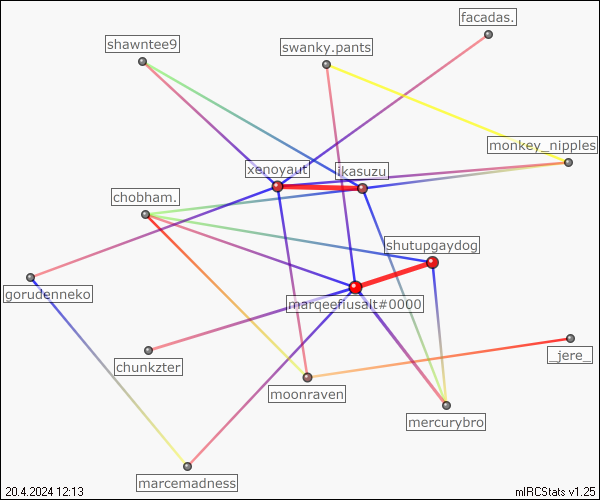 facadas.
shawntee9
swanky.pants
monkey_nipples
xenoyaut
ikasuzu
chobham.
shutupgaydog
gorudenneko
marqeefiusalt#0000
chunkzter
_jere_
moonraven
mercurybro
marcemadness
20.4.2024 12:13
mIRCStats v1.25